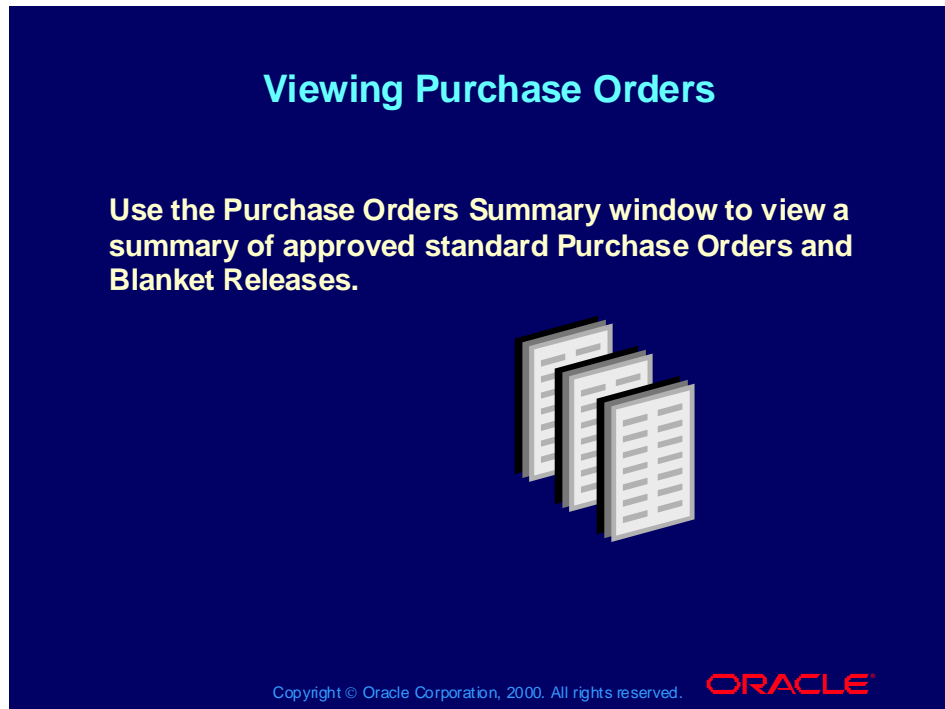 Viewing Purchase Orders
Use the Purchase Orders Summary window to view a
summary of approved standard Purchase Orders and
Blanket Releases.
Copyright © Oracle Corporation, 2000. All rights reserved.
ORACLE